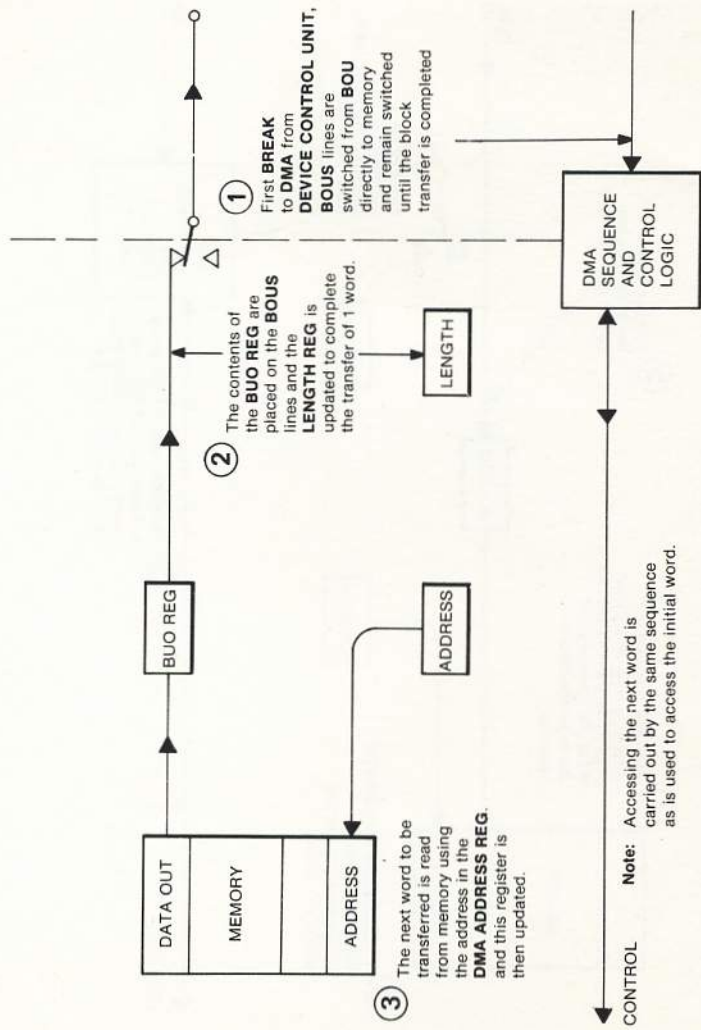 DATA OUT
MEMORY
ADDRESS
BUO REG
1
First BREAK
to DMA from
DEVICE CONTROL UNIT,
BOUS lines are
switched from BOU
directly to memory
and remain switched
until the block
transfer is completed
2
The contents of
the BUO REG are
placed on the BOUS
lines and the
LENGTH REG is
updated to complete
the transfer of 1 word.
3
The next word to be
transferred is read
from memory using
the address in the
DMA ADDRESS REG.
and this register is
then updated.
ADDRESS
LENGTH
DMA
SEQUENCE
AND
CONTROL
LOGIC
CONTROL
Note: Accessing the next word is
carried out by the same sequence
as is used to access the initial word.